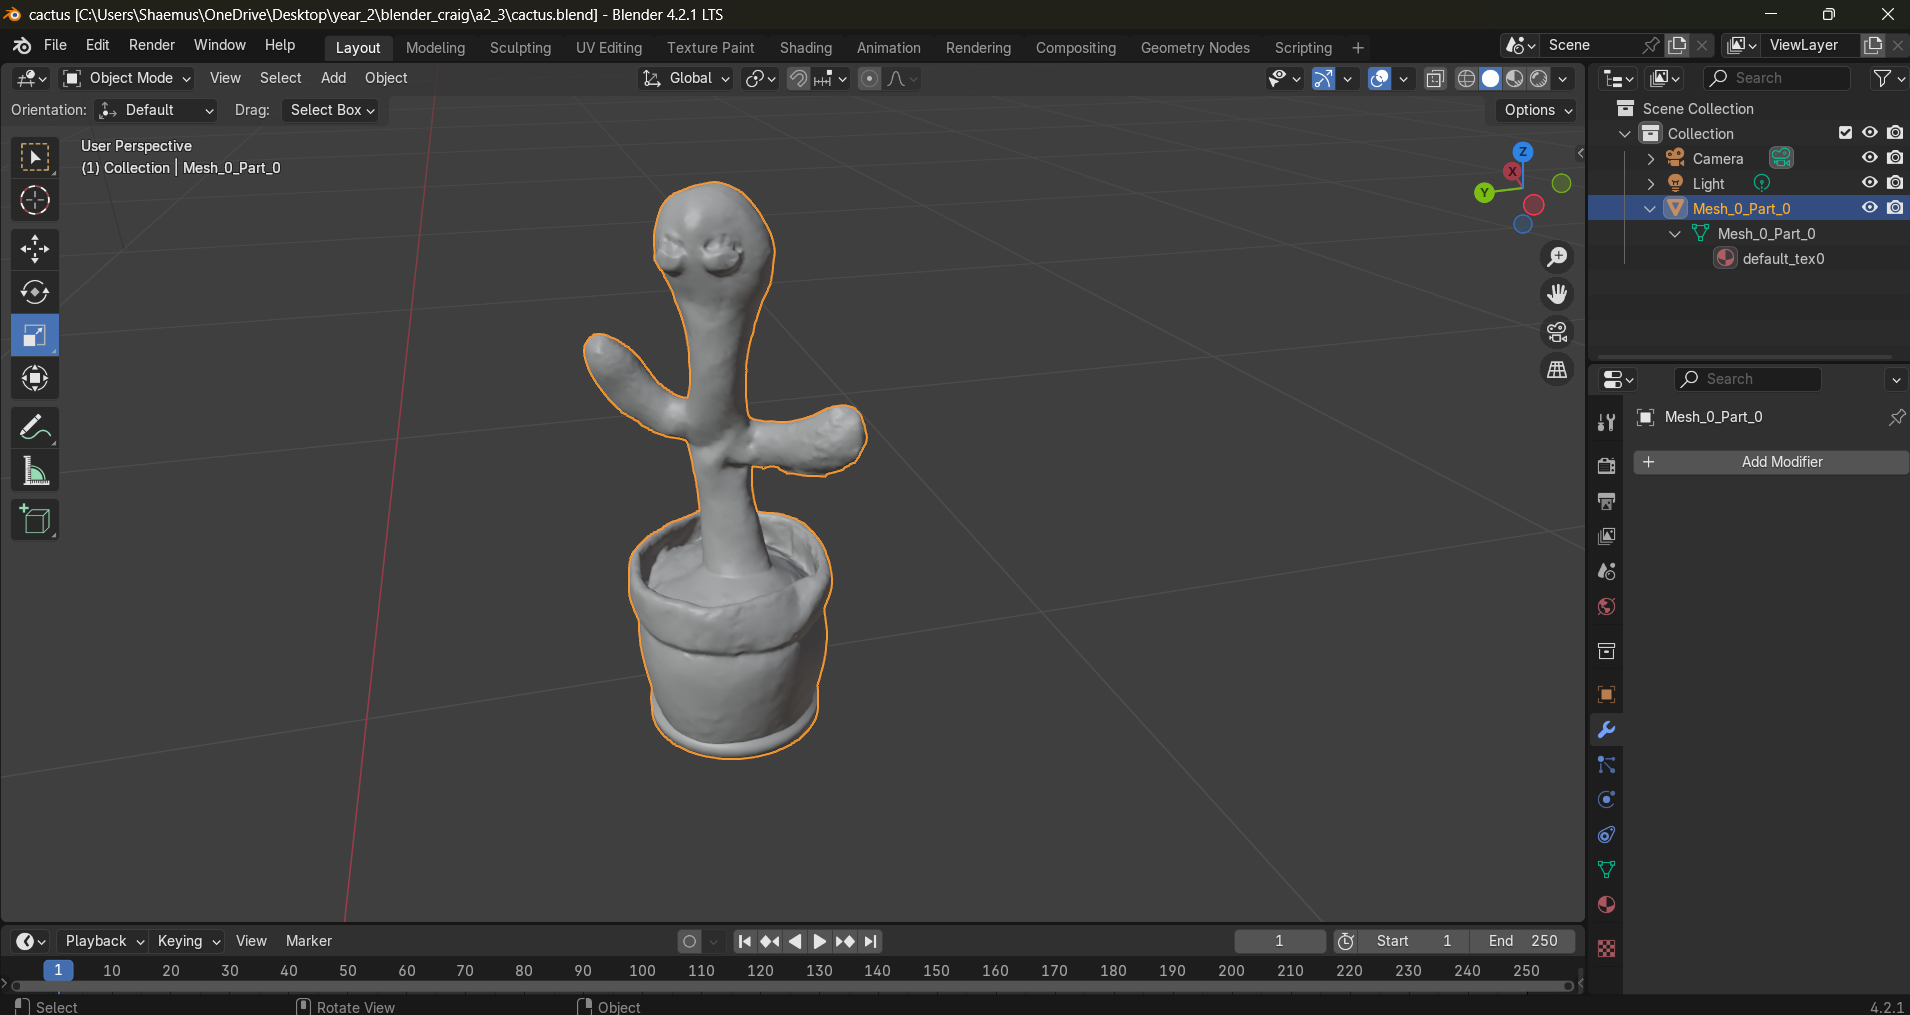 cactus [C:\Users\Shaemus\OneDrive\Desktop\year_2\blender_craig\a2_3\cactus.blend] - Blender 4.2.1 LTS
File Edit Render Window Help Layout Modeling Sculpting UV Editing Texture Paint Shading Animation Rendering Compositing Geometry Nodes Scripting + Scene ViewLayer
Object Mode View Select Add Object Global Search
Orientation: Default Drag: Select Box Options
Scene Collection
User Perspective
(1) Collection | Mesh_0_Part_0
Collection
Camera
Light
Mesh_0_Part_0
Mesh_0_Part_0
default_tex0
Z
X
Y
Search
Mesh_0_Part_0
+ Add Modifier
Playback Keying View Marker 1 Start 1 End 250
1 10 20 30 40 50 60 70 80 90 100 110 120 130 140 150 160 170 180 190 200 210 220 230 240 250
Select Rotate View Object 4.2.1